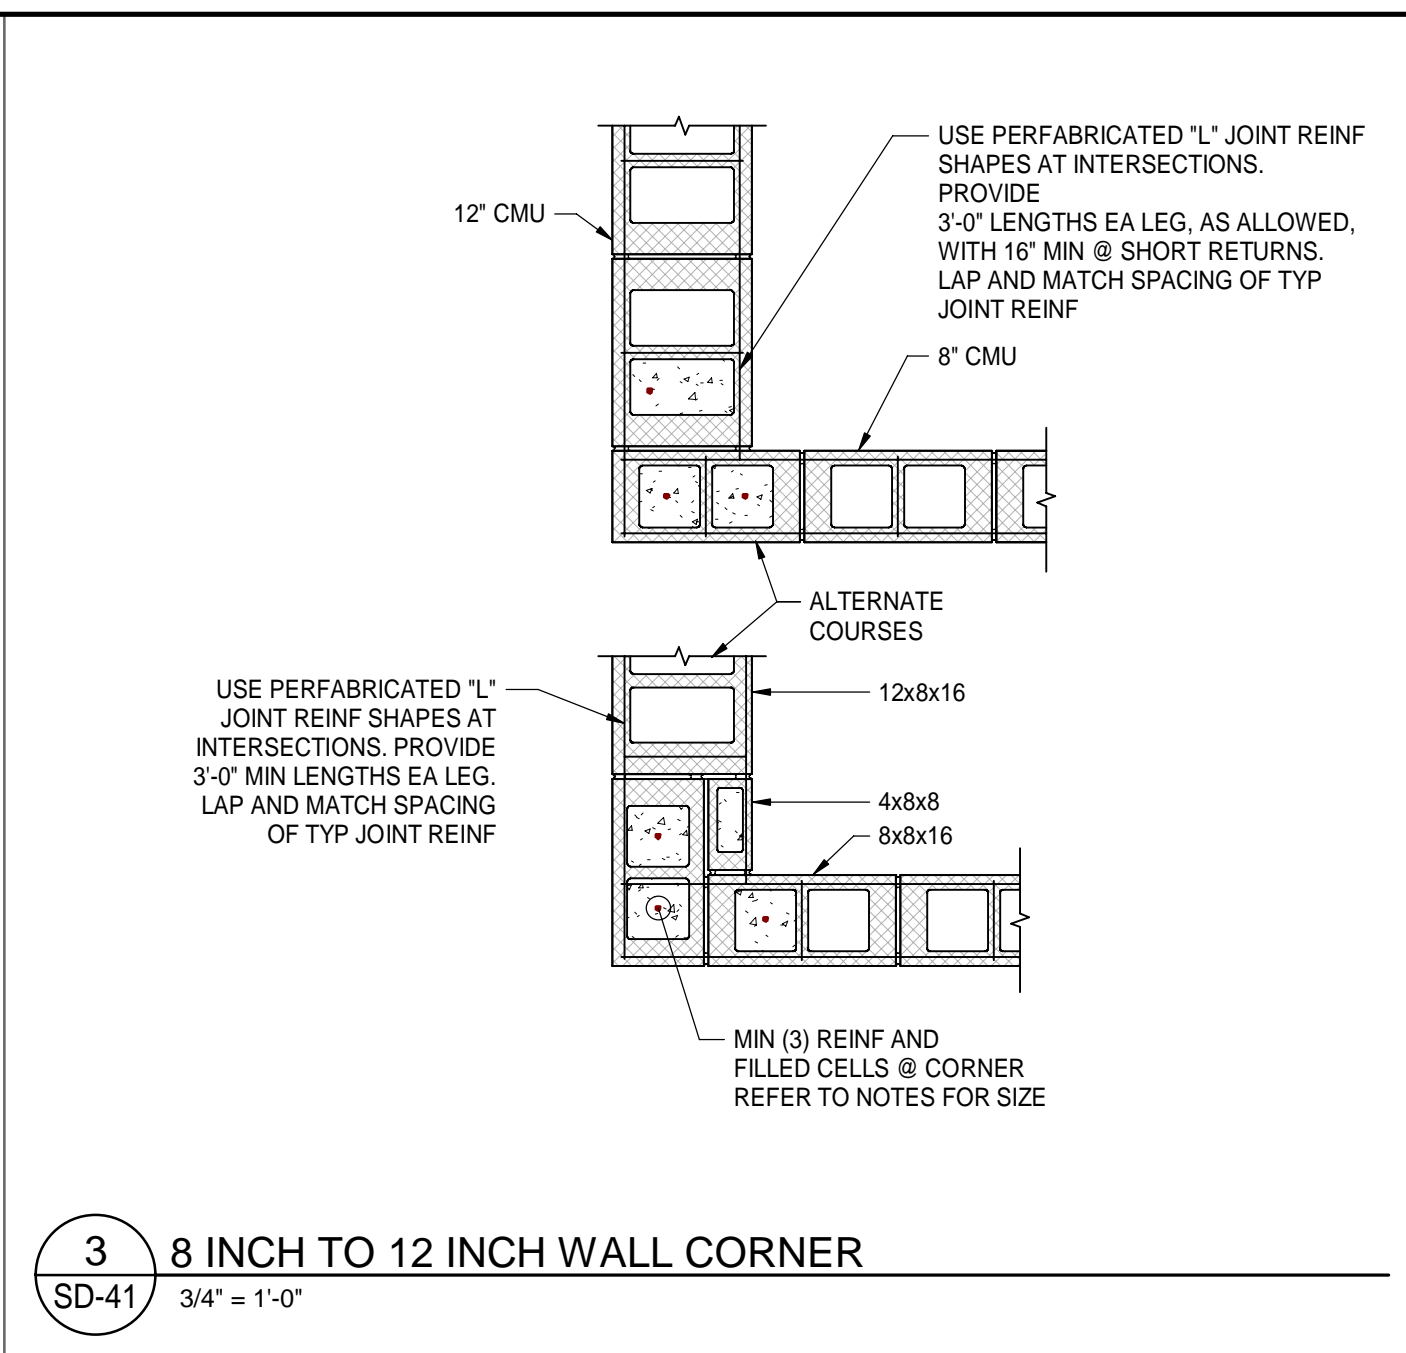 USE PERFABRICATED "L" JOINT REINF
SHAPES AT INTERSECTIONS.
PROVIDE
3'-0" LENGTHS EA LEG, AS ALLOWED,
WITH 16" MIN @ SHORT RETURNS.
LAP AND MATCH SPACING OF TYP
JOINT REINF
12" CMU
8" CMU
ALTERNATE
COURSES
USE PERFABRICATED "L"
JOINT REINF SHAPES AT
INTERSECTIONS. PROVIDE
3'-0" MIN LENGTHS EA LEG.
LAP AND MATCH SPACING
OF TYP JOINT REINF
12x8x16
4x8x8
8x8x16
MIN (3) REINF AND
FILLED CELLS @ CORNER
REFER TO NOTES FOR SIZE
3
SD-41
8 INCH TO 12 INCH WALL CORNER
3/4" = 1'-0"